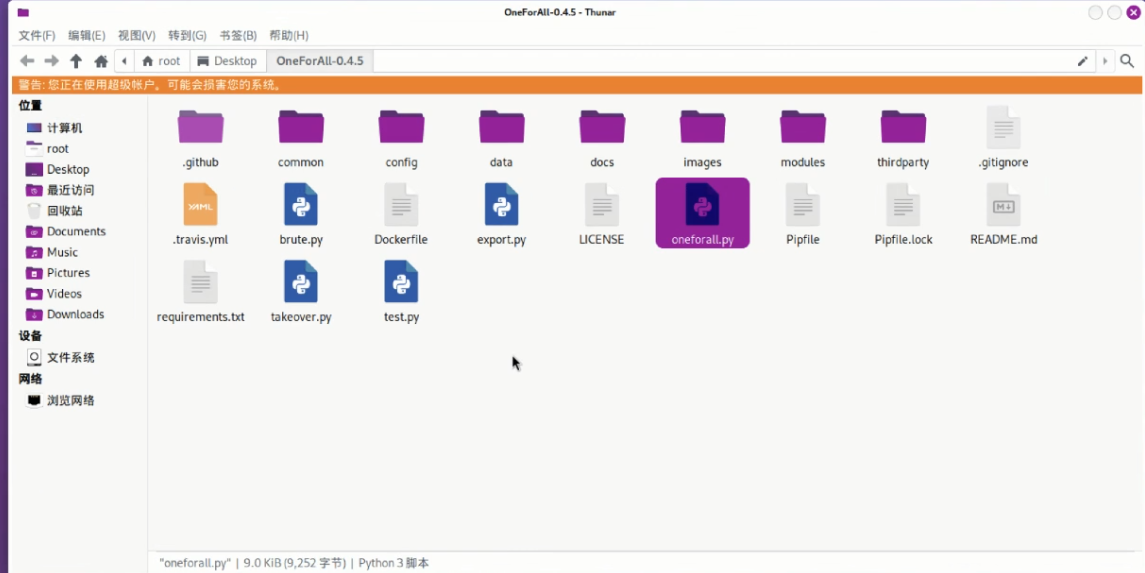 OneForAll-0.4.5 - Thunar
文件(F) 编辑(E) 视图(V) 转到(G) 书签(B) 帮助(H)
root Desktop OneForAll-0.4.5
警告: 您正在使用超级帐户。可能会损害您的系统。
位置
计算机
root
Desktop
最近访问
回收站
Documents
Music
Pictures
Videos
Downloads
设备
文件系统
网络
浏览网络
.github common config data docs images modules thirdparty .gitignore
YAML
M
.travis.yml brute.py Dockerfile export.py LICENSE oneforall.py Pipfile Pipfile.lock README.md
requirements.txt takeover.py test.py
"oneforall.py" | 9.0 KiB (9,252 字节) | Python 3 脚本